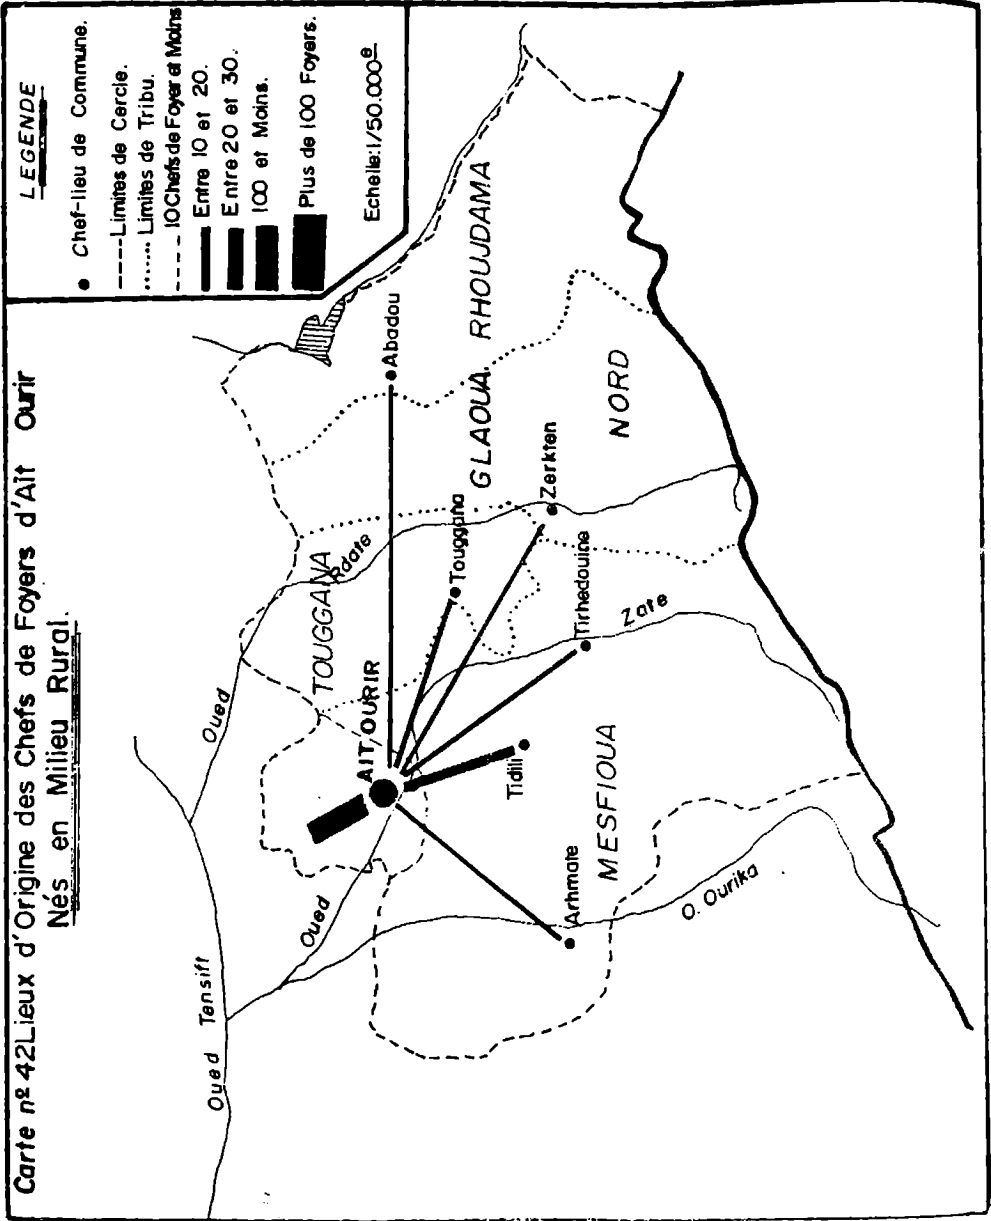 Carte nº 42 Lieux d'Origine des Chefs de Foyers d'Ait Ourir
Nés en Milieu Rural.
LEGENDE
Chef-lieu de Commune.
Limites de Cercle.
Limites de Tribu.
10 Chefs de Foyer et Moins
Entre 10 et 20.
Entre 20 et 30.
100 et Moins.
Plus de 100 Foyers.
Echelle: 1/50.000e
Oued Tensift
Oued
Oued
Rdate
TOUGGANA
AIT OURIR
Abadou
Touggana
GLAOUA RHOUJDAMA
NORD
Zerkten
Tirhedouine
Zate
Tidili
MESFIOUA
Arhmate
O. Ourika